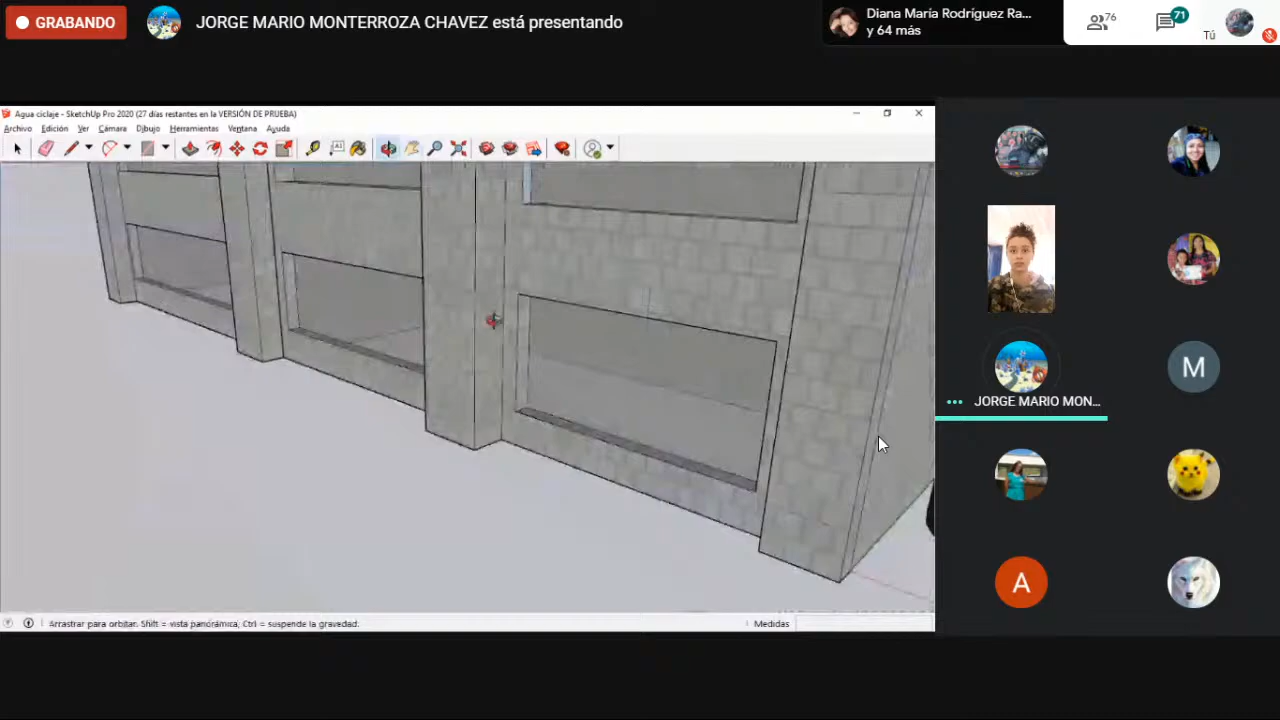 GRABANDO
JORGE MARIO MONTERROZA CHAVEZ está presentando
Diana María Rodríguez Ra...
y 64 más
76
71
Tú
Agua ciclaje - SketchUp Pro 2020 (27 días restantes en la VERSIÓN DE PRUEBA)
Archivo Edición Ver Cámara Dibujo Herramientas Ventana Ayuda
JORGE MARIO MON...
M
A
Arrastrar para orbitar. Shift = vista panorámica, Ctrl = suspende la gravedad.
Medidas